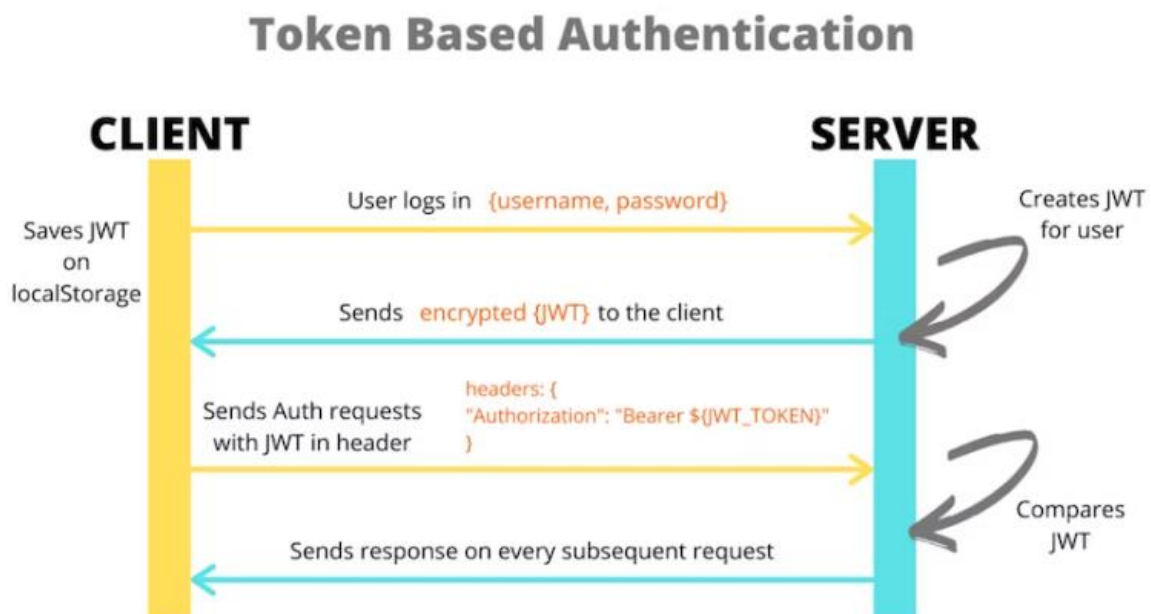 Token Based Authentication
CLIENT
SERVER
User logs in {username, password}
Creates JWT
for user
Saves JWT
on
localStorage
Sends encrypted {JWT} to the client
headers: {
"Authorization": "Bearer ${JWT_TOKEN}"
}
Sends Auth requests
with JWT in header
Compares
JWT
Sends response on every subsequent request